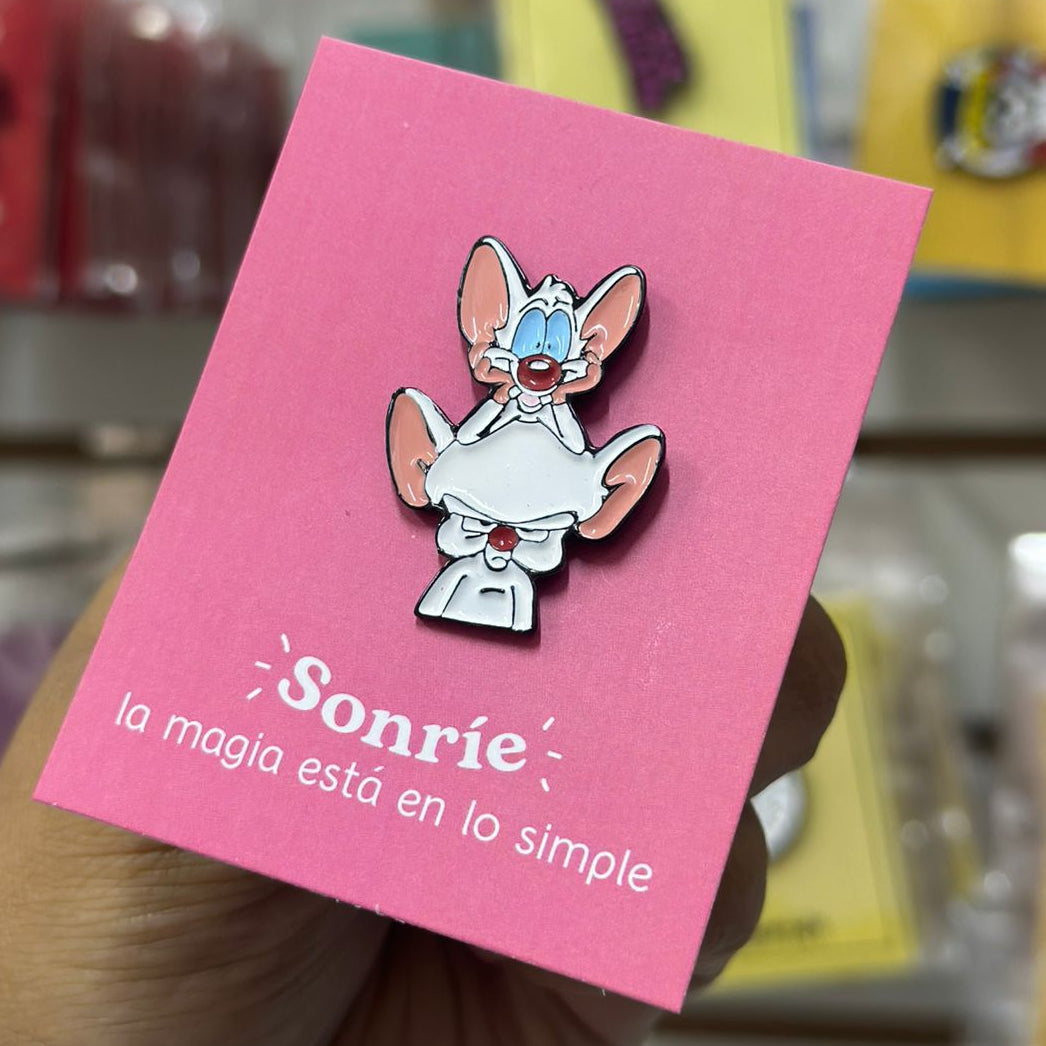 Sonríe
la magia está en lo simple